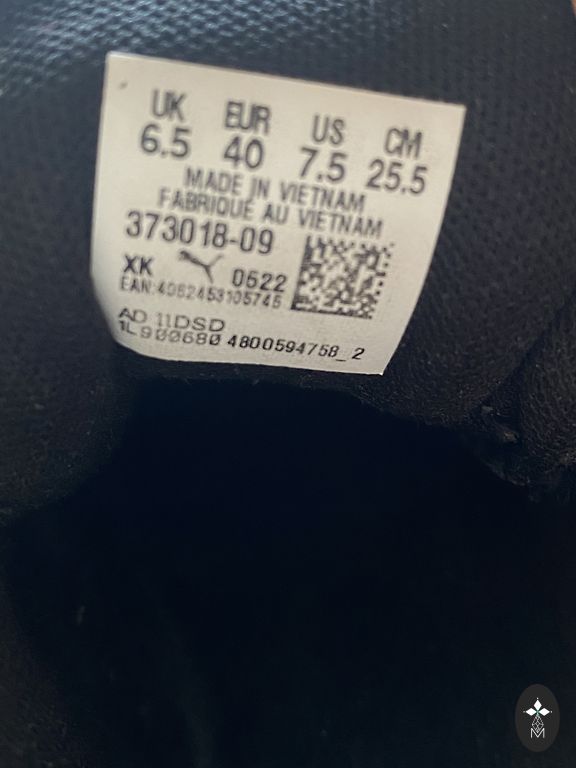 UK EUR US CM
6.5 40 7.5 25.5
MADE IN VIETNAM
FABRIQUE AU VIETNAM
373018-09
XK 0522
EAN:4062453105745
AD 11DSD
1L900680 4800594758_2
M